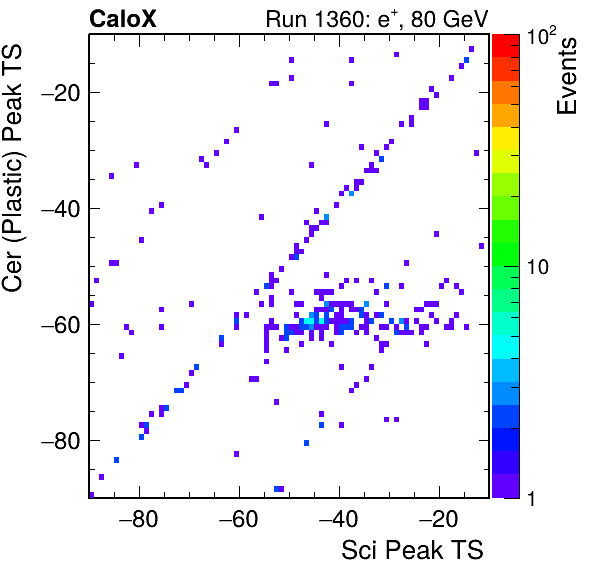 CaloX Run 1360: e⁺, 80 GeV
Cer (Plastic) Peak TS
−20
−40
−60
−80
−80 −60 −40 −20
Sci Peak TS
10²
10
1
Events